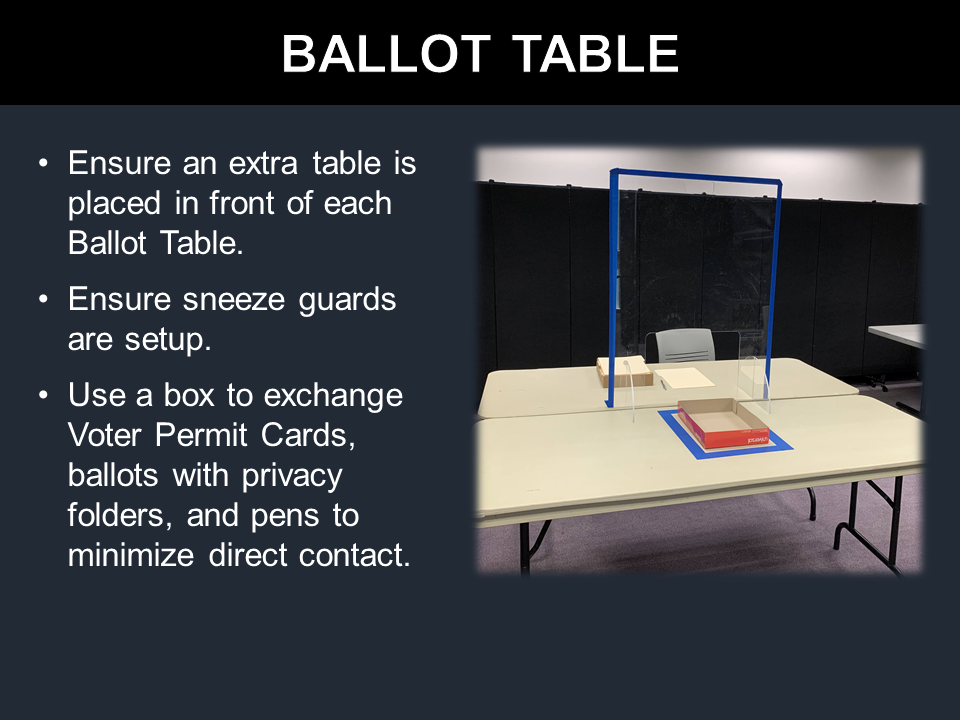 BALLOT TABLE
• Ensure an extra table is
placed in front of each
Ballot Table.
• Ensure sneeze guards
are setup.
• Use a box to exchange
Voter Permit Cards,
ballots with privacy
folders, and pens to
minimize direct contact.
universal